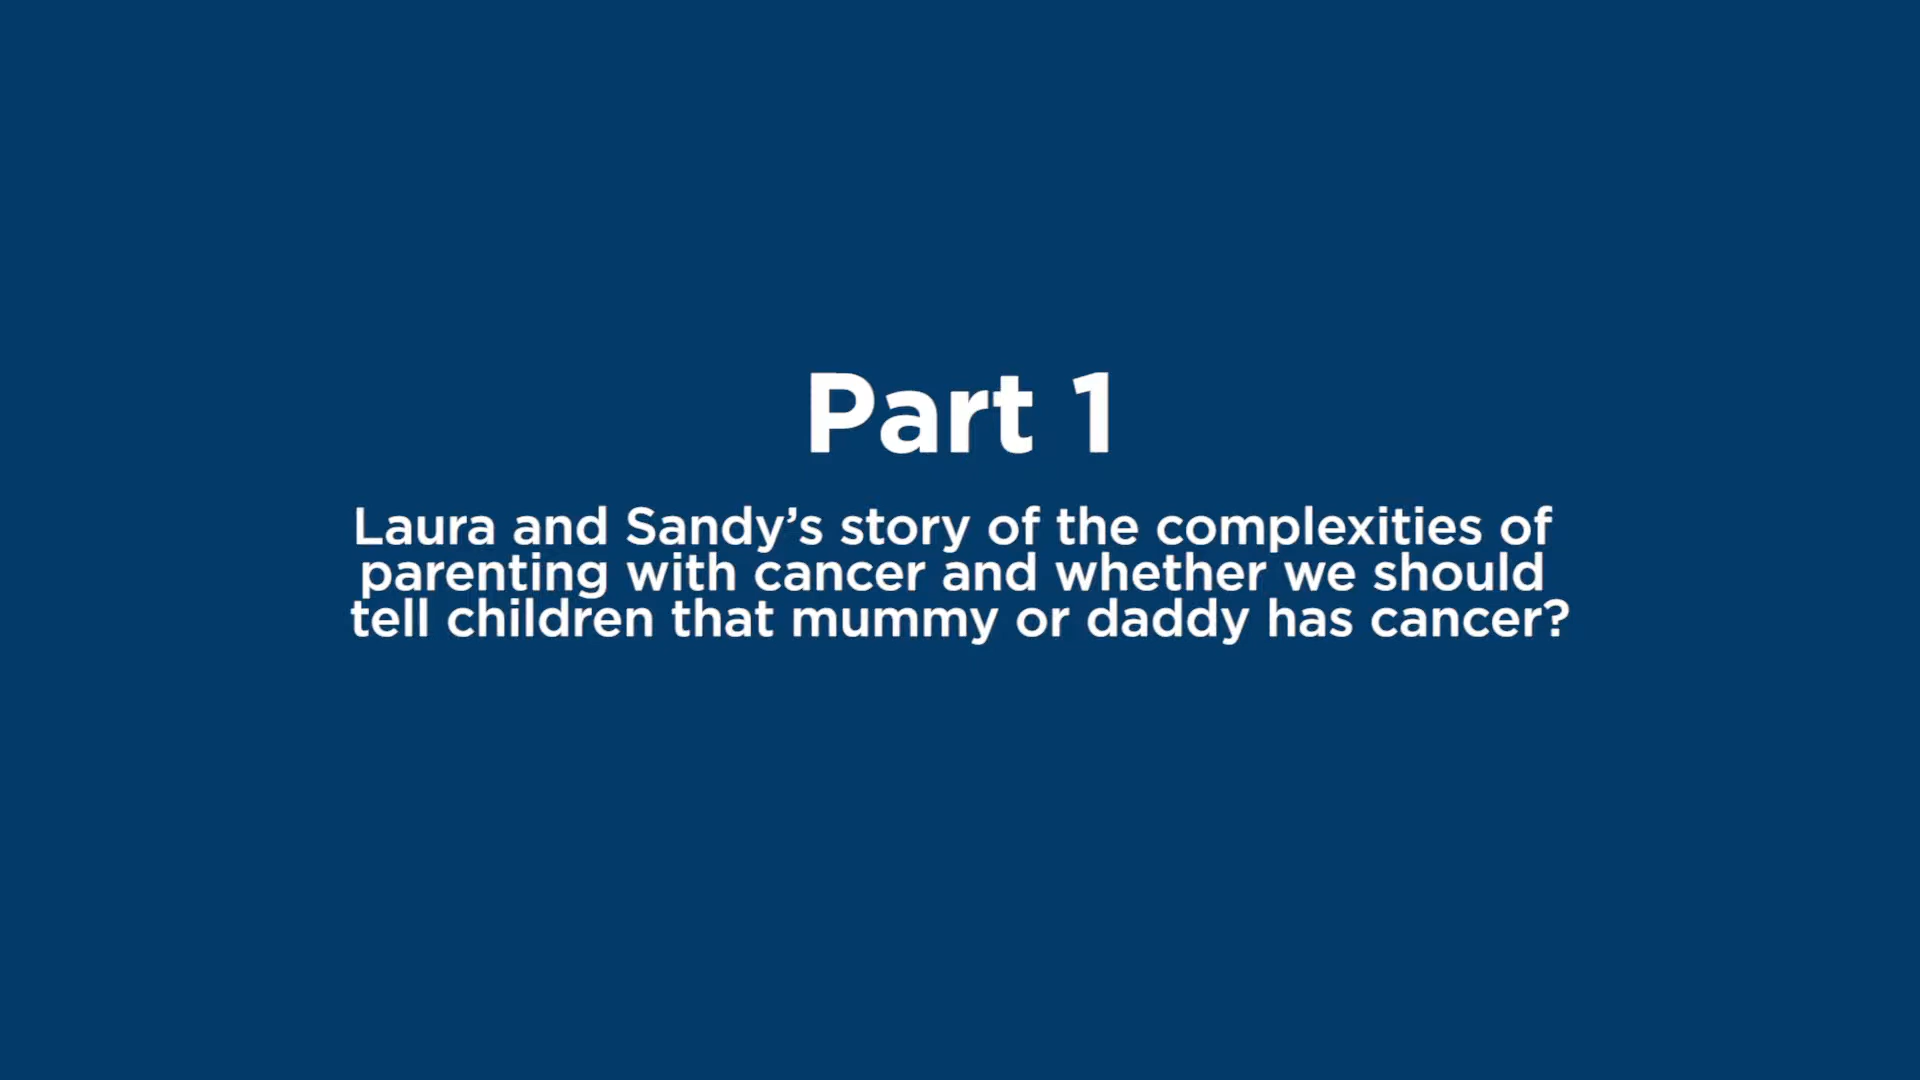 Part 1
Laura and Sandy’s story of the complexities of
parenting with cancer and whether we should
tell children that mummy or daddy has cancer?